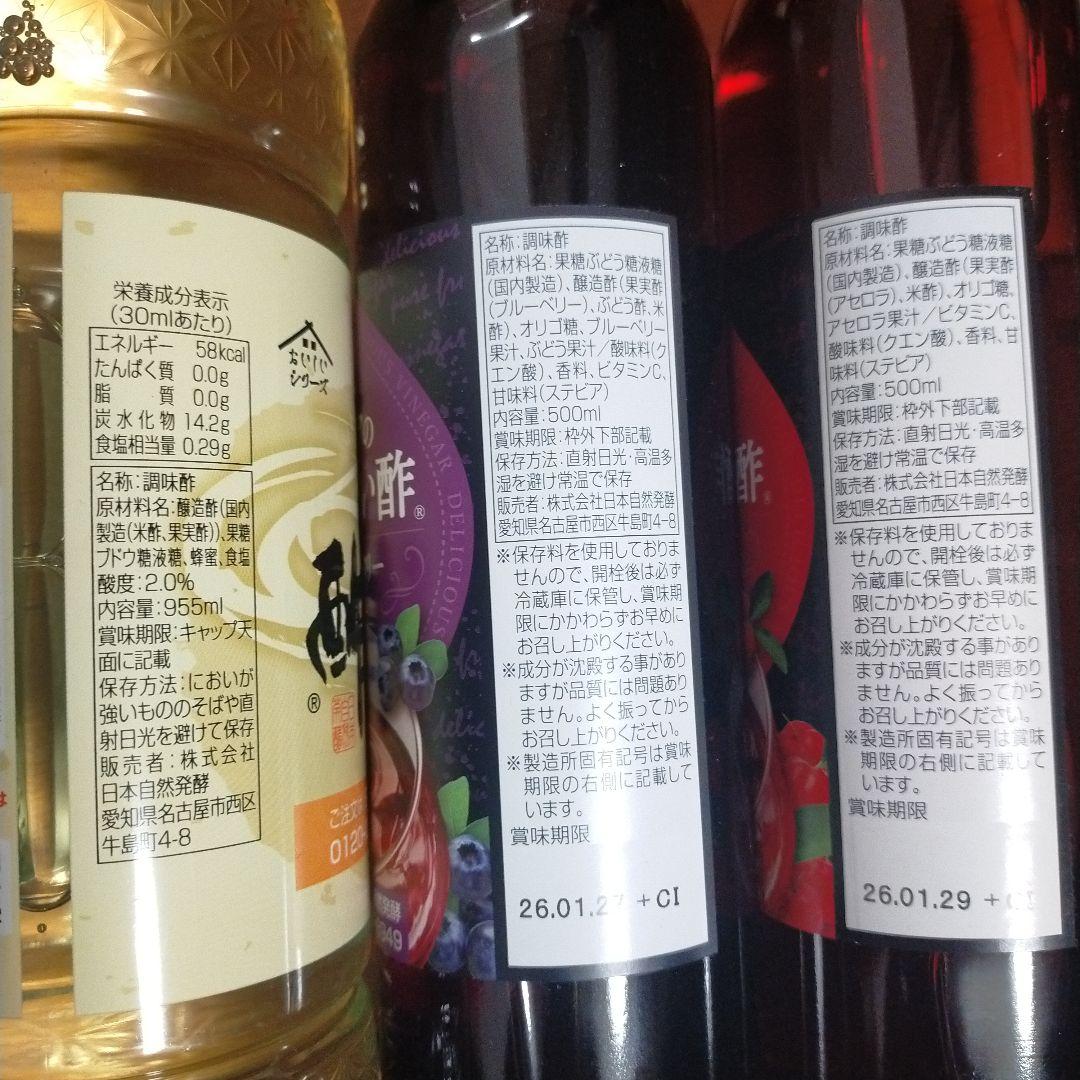 栄養成分表示
(30mlあたり)
エネルギー 58kcal
たんぱく質 0.0g
脂 質 0.0g
炭水化物 14.2g
食塩相当量 0.29g
名称:調味酢
原材料名:醸造酢(国内
製造(米酢、果実酢))、果糖
ブドウ糖液糖、蜂蜜、食塩
酸度:2.0%
内容量:955ml
賞味期限:キャップ天
面に記載
保存方法:においが
強いもののそばや直
射日光を避けて保存
販売者:株式会社
日本自然発酵
愛知県名古屋市西区
牛島町4-8
おいしい
シリーズ
酢
®
ご注文
0120-
delicious
pure fru
vinegar
VINEGAR DELICIOUS
の
い酢®
delic
発酵
949
名称:調味酢
原材料名:果糖ぶどう糖液糖
(国内製造)、醸造酢(果実酢
(ブルーベリー)、ぶどう酢、米
酢)、オリゴ糖、ブルーベリー
果汁、ぶどう果汁/酸味料(ク
エン酸)、香料、ビタミンC、
甘味料(ステビア)
内容量:500ml
賞味期限:枠外下部記載
保存方法:直射日光・高温多
湿を避け常温で保存
販売者:株式会社日本自然発酵
愛知県名古屋市西区牛島町4-8
※保存料を使用しておりま
せんので、開栓後は必ず
冷蔵庫に保管し、賞味期
限にかかわらずお早めに
お召し上がりください。
※成分が沈殿する事があり
ますが品質には問題あり
ません。よく振ってから
お召し上がりください。
※製造所固有記号は賞味
期限の右側に記載して
います。
賞味期限
26.01.27 +CI
酢®
名称:調味酢
原材料名:果糖ぶどう糖液糖
(国内製造)、醸造酢(果実酢
(アセロラ)、米酢)、オリゴ糖、
アセロラ果汁/ビタミンC、
酸味料(クエン酸)、香料、甘
味料(ステビア)
内容量:500ml
賞味期限:枠外下部記載
保存方法:直射日光・高温多
湿を避け常温で保存
販売者:株式会社日本自然発酵
愛知県名古屋市西区牛島町4-8
※保存料を使用しておりま
せんので、開栓後は必ず
冷蔵庫に保管し、賞味期
限にかかわらずお早めに
お召し上がりください。
※成分が沈殿する事があり
ますが品質には問題あり
ません。よく振ってから
お召し上がりください。
※製造所固有記号は賞味
期限の右側に記載して
います。
賞味期限
26.01.29 +CI
は